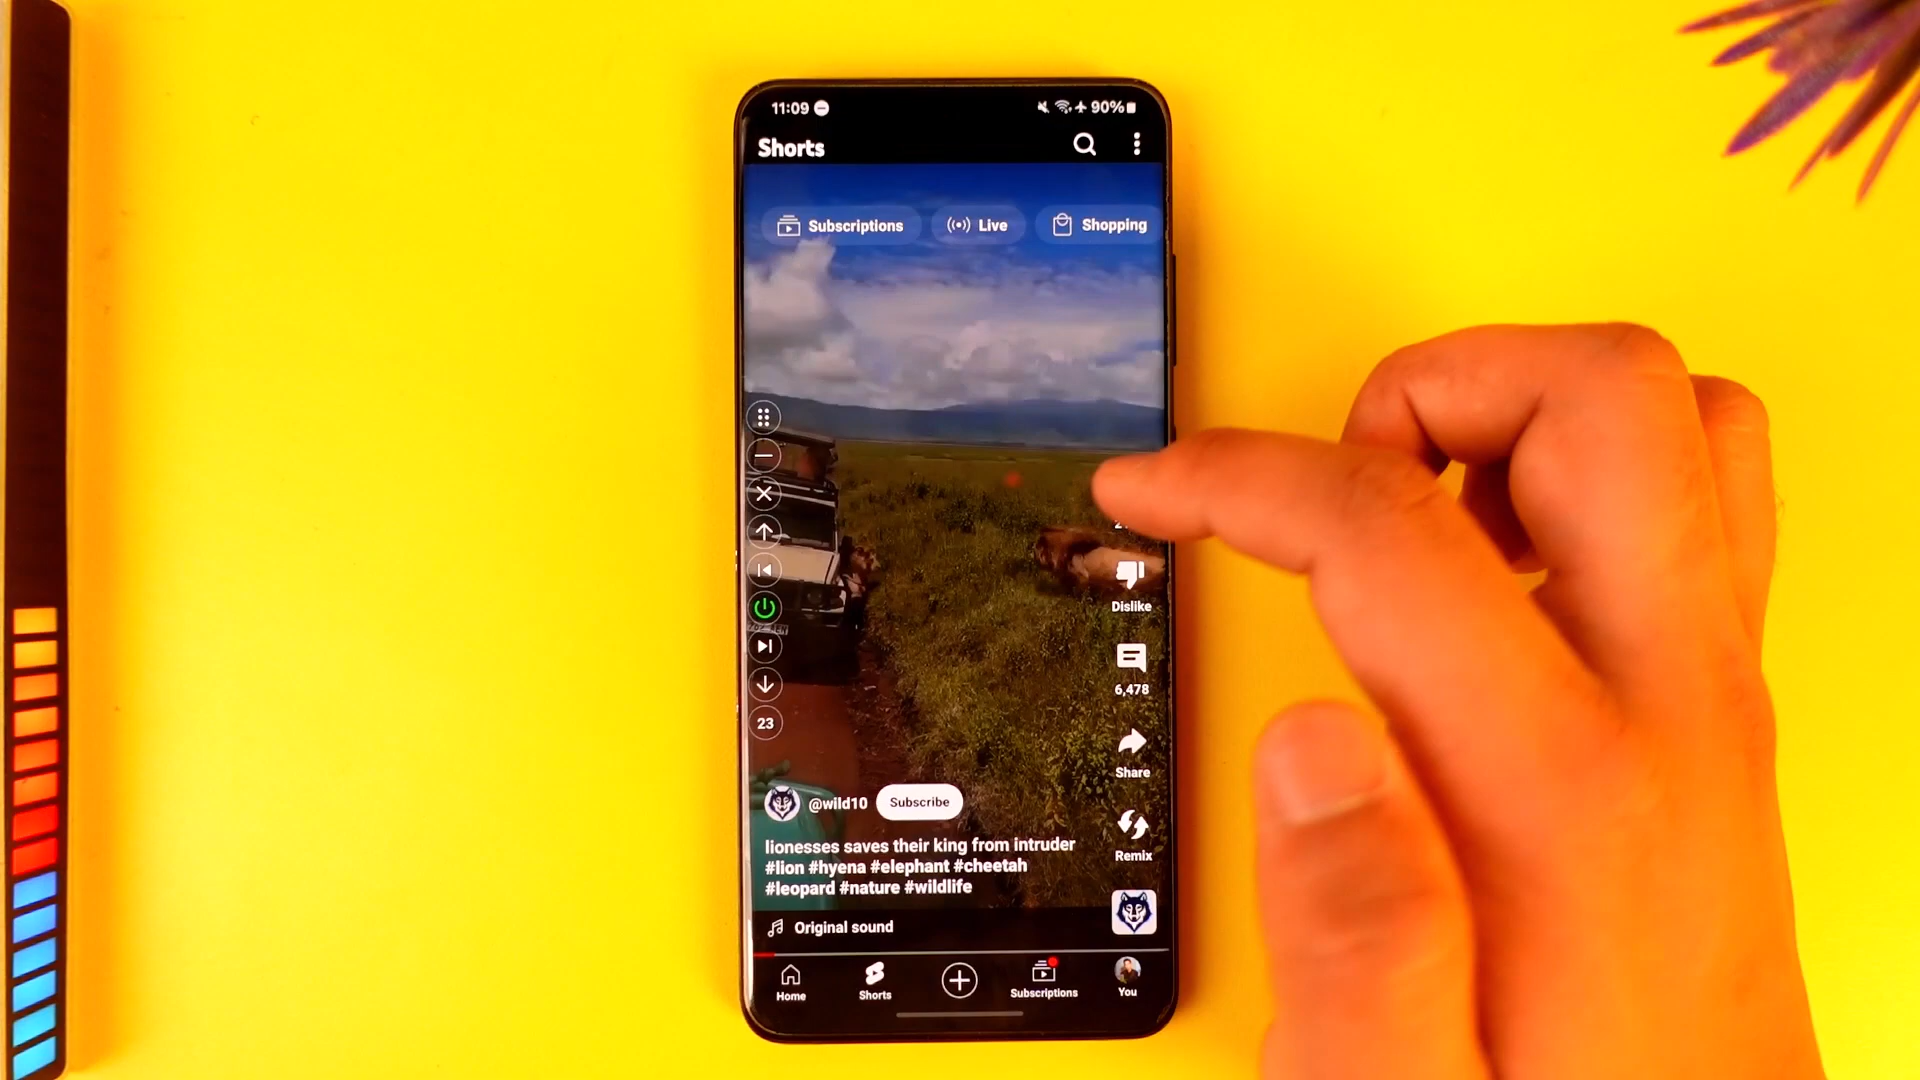 11:09
90%
Shorts
Subscriptions
Live
Shopping
Dislike
6,478
23
Share
@wild10
Subscribe
lionesses saves their king from intruder
#lion #hyena #elephant #cheetah
#leopard #nature #wildlife
Remix
Original sound
Home
Shorts
Subscriptions
You